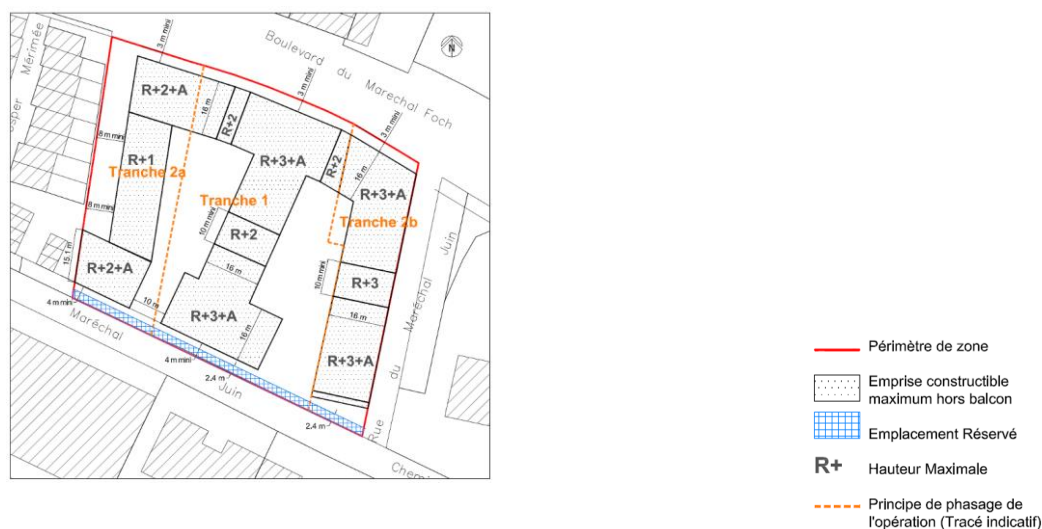 Boulevard du Marechal Foch
N
osper Mérimée
3 m mini
3 m mini
3 m mini
R+2+A
16 m
R+2
R+3+A
R+2
16 m
R+3+A
8 m mini
R+1
Tranche 2a
Tranche 1
Tranche 2b
8 m mini
10 m mini
R+2
15.1 m
R+2+A
16 m
10 m mini
R+3
10 m
R+3+A
16 m
16 m
R+3+A
4 m mini
4 m mini
2.4 m
2.4 m
Maréchal Juin
Chemi
Rue du Maréchal Juin
Périmètre de zone
Emprise constructible
maximum hors balcon
Emplacement Réservé
R+ Hauteur Maximale
Principe de phasage de
l'opération (Tracé indicatif)